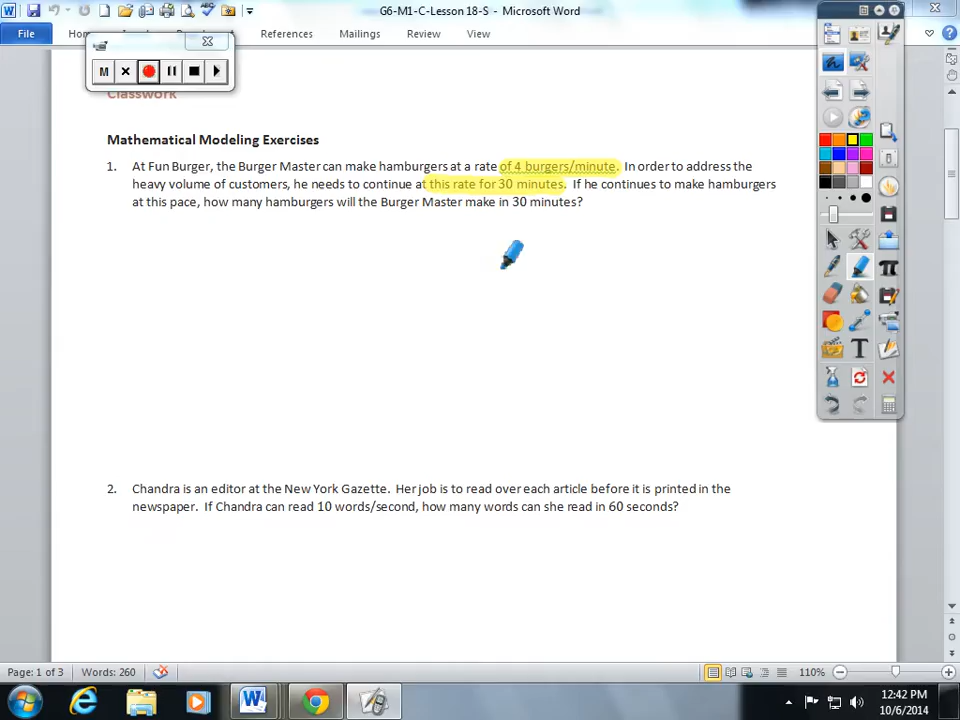 G6-M1-C-Lesson 18-S - Microsoft Word
File
References
Mailings
Review
View
M
Classwork
Mathematical Modeling Exercises
1. At Fun Burger, the Burger Master can make hamburgers at a rate of 4 burgers/minute. In order to address the
heavy volume of customers, he needs to continue at this rate for 30 minutes. If he continues to make hamburgers
at this pace, how many hamburgers will the Burger Master make in 30 minutes?
2. Chandra is an editor at the New York Gazette. Her job is to read over each article before it is printed in the
newspaper. If Chandra can read 10 words/second, how many words can she read in 60 seconds?
Page: 1 of 3
Words: 260
110%
12:42 PM
10/6/2014